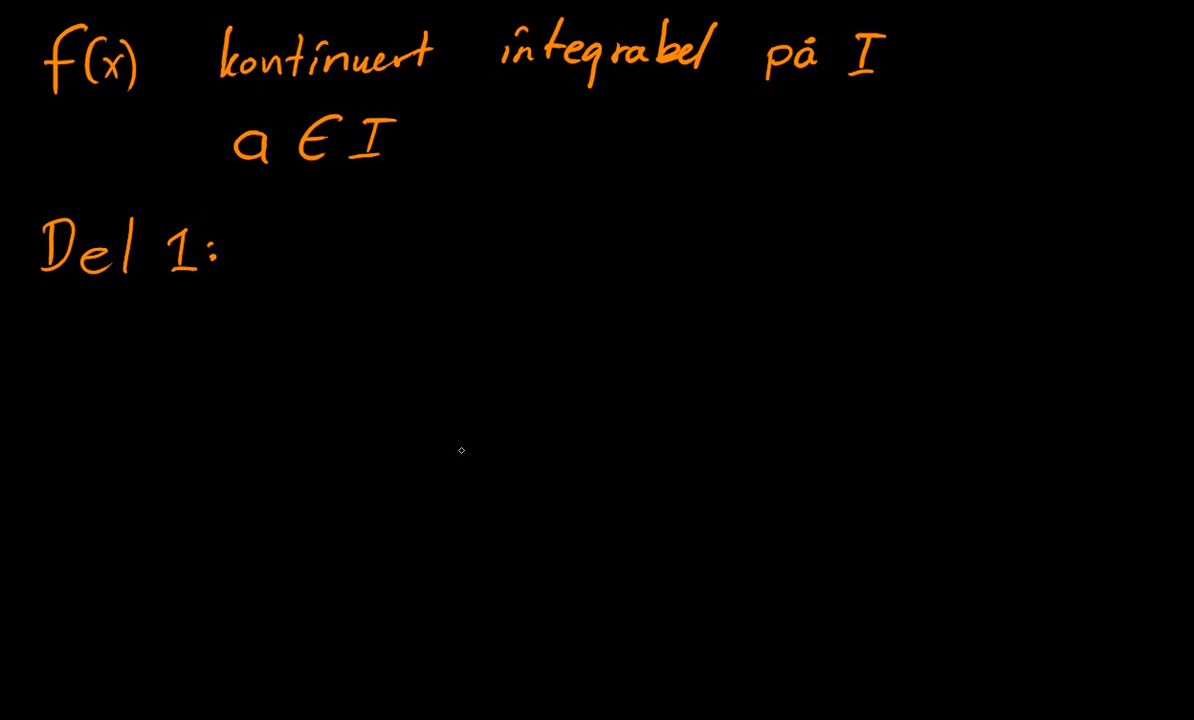 f(x) kontinuert integrabel på I
a ∈ I
Del 1: